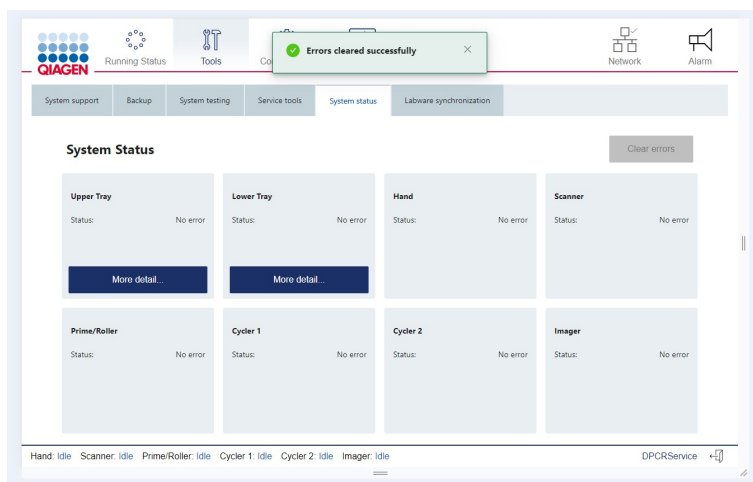 Errors cleared successfully
QIAGEN
Running Status
Tools
Co
Network
Alarm
System support
Backup
System testing
Service tools
System status
Labware synchronization
System Status
Clear errors
Upper Tray
Status: No error
More detail...
Lower Tray
Status: No error
More detail...
Hand
Status: No error
Scanner
Status: No error
Prime/Roller
Status: No error
Cycler 1
Status: No error
Cycler 2
Status: No error
Imager
Status: No error
Hand: Idle Scanner: Idle Prime/Roller: Idle Cycler 1: Idle Cycler 2: Idle Imager: Idle
DPCRService